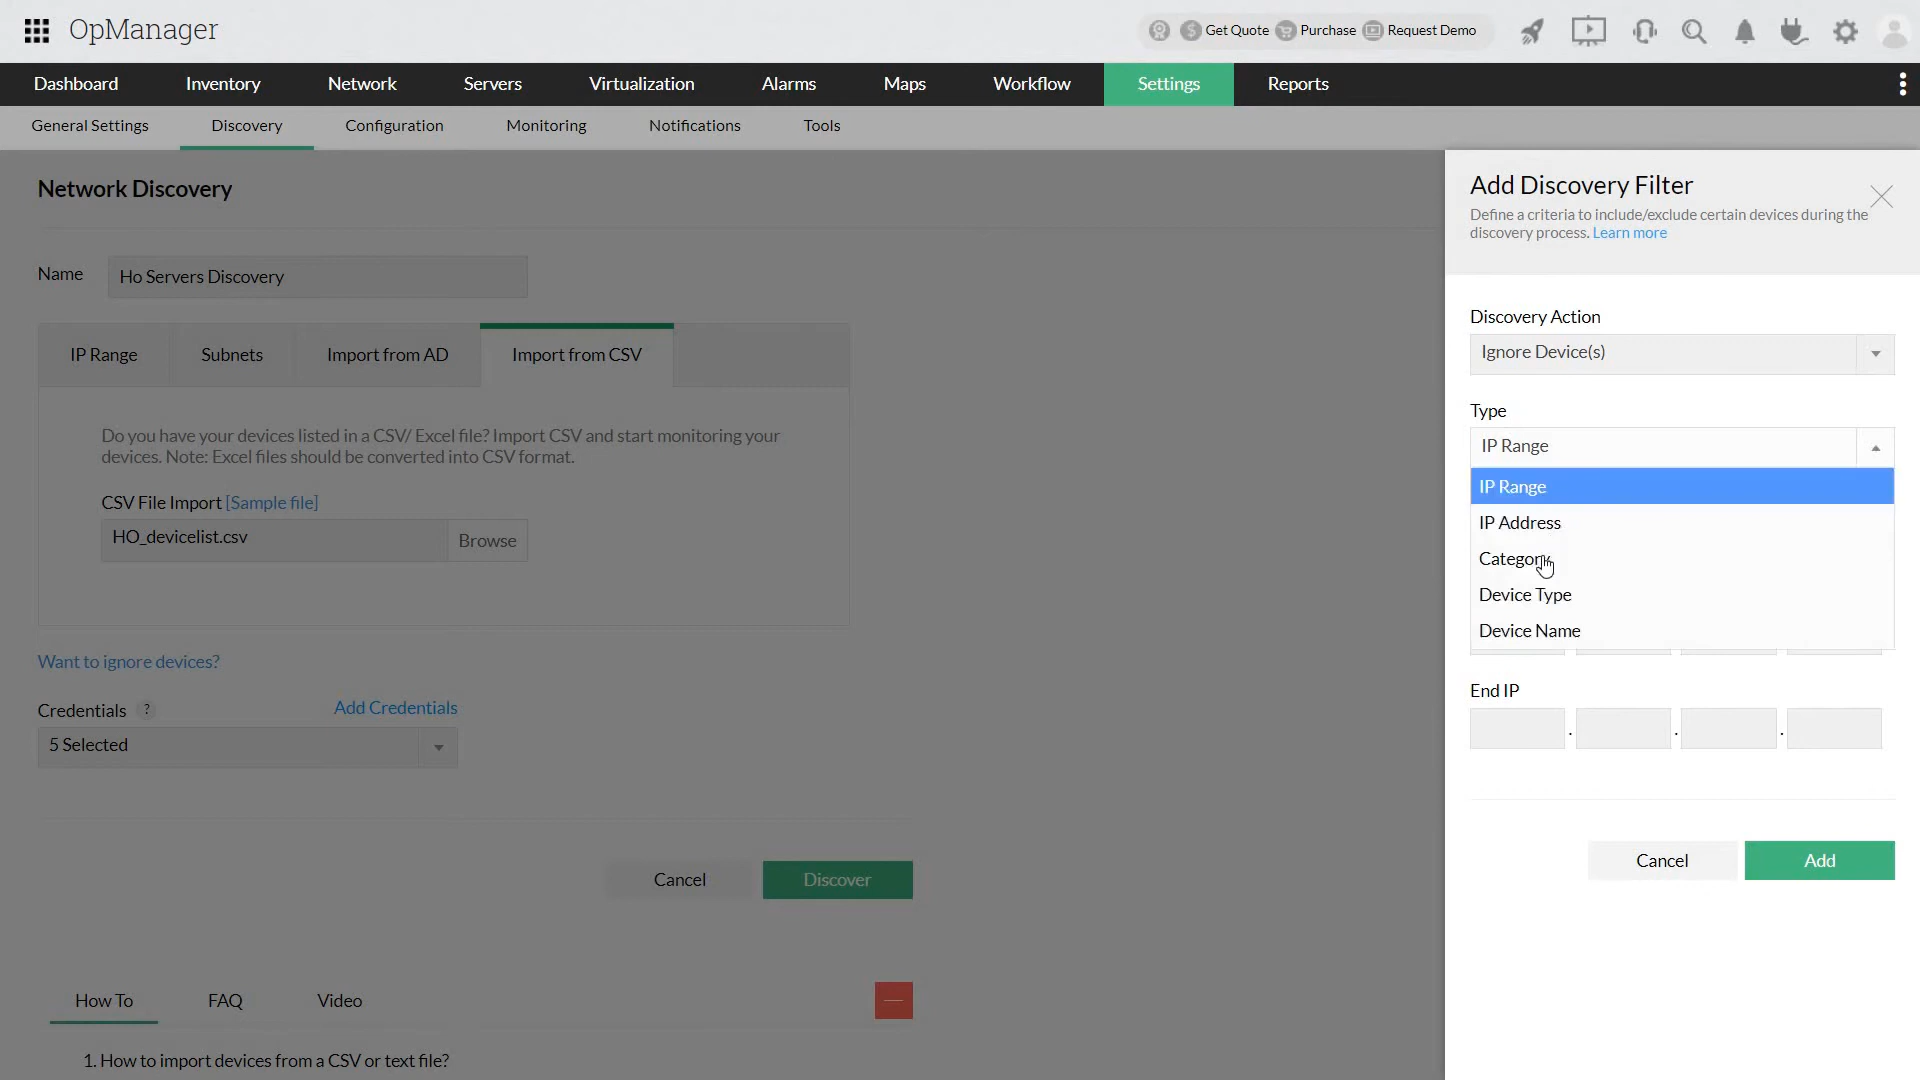 OpManager
Get Quote
Purchase
Request Demo
Dashboard
Inventory
Network
Servers
Virtualization
Alarms
Maps
Workflow
Settings
Reports
General Settings
Discovery
Configuration
Monitoring
Notifications
Tools
Network Discovery
Name
Ho Servers Discovery
IP Range
Subnets
Import from AD
Import from CSV
Do you have your devices listed in a CSV/ Excel file? Import CSV and start monitoring your
devices. Note: Excel files should be converted into CSV format.
CSV File Import [Sample file]
HO_devicelist.csv
Browse
Want to ignore devices?
Credentials ?
Add Credentials
5 Selected
Cancel
Discover
How To
FAQ
Video
1. How to import devices from a CSV or text file?
Add Discovery Filter
Define a criteria to include/exclude certain devices during the
discovery process. Learn more
Discovery Action
Ignore Device(s)
Type
IP Range
IP Range
IP Address
Category
Device Type
Device Name
End IP
. . .
Cancel
Add